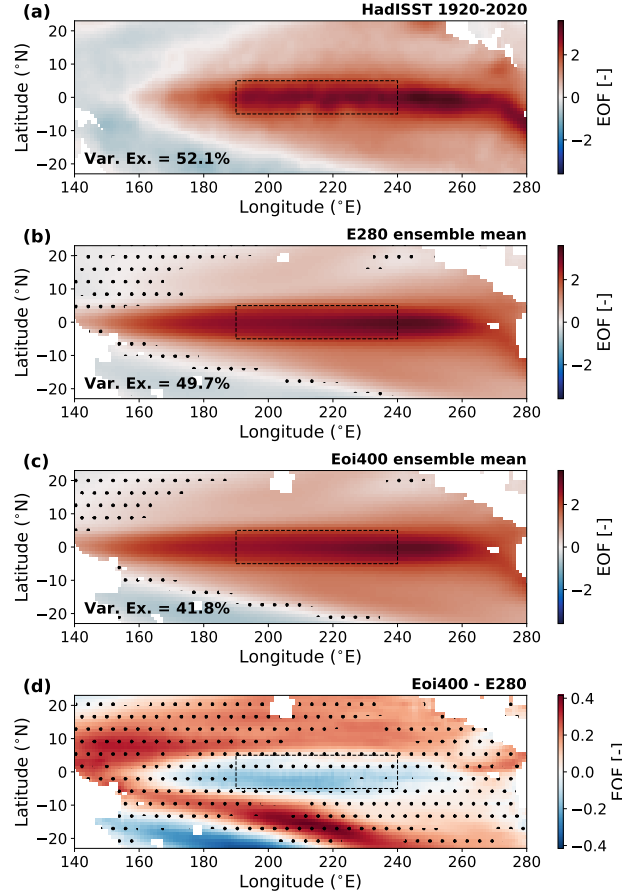 (a) HadISST 1920-2020
20
10
0
−10
−20
Latitude (°N)
Var. Ex. = 52.1%
140 160 180 200 220 240 260 280
Longitude (°E)
2
0
−2
EOF [-]
(b) E280 ensemble mean
20
10
0
−10
−20
Latitude (°N)
Var. Ex. = 49.7%
140 160 180 200 220 240 260 280
Longitude (°E)
2
0
−2
EOF [-]
(c) Eoi400 ensemble mean
20
10
0
−10
−20
Latitude (°N)
Var. Ex. = 41.8%
140 160 180 200 220 240 260 280
Longitude (°E)
2
0
−2
EOF [-]
(d) Eoi400 - E280
20
10
0
−10
−20
Latitude (°N)
140 160 180 200 220 240 260 280
Longitude (°E)
0.4
0.2
0.0
−0.2
−0.4
EOF [-]